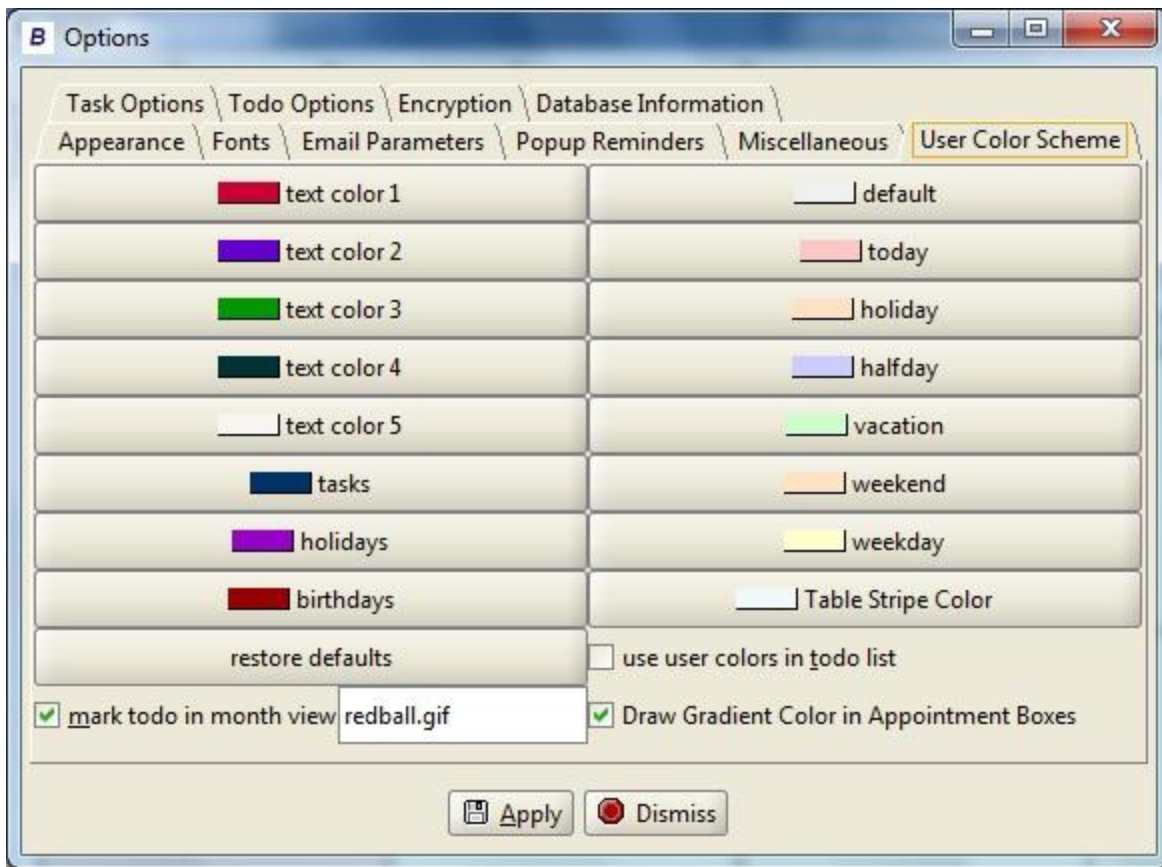 B Options
Task Options Todo Options Encryption Database Information
Appearance Fonts Email Parameters Popup Reminders Miscellaneous User Color Scheme
text color 1 default
text color 2 today
text color 3 holiday
text color 4 halfday
text color 5 vacation
tasks weekend
holidays weekday
birthdays Table Stripe Color
restore defaults use user colors in todo list
mark todo in month view redball.gif Draw Gradient Color in Appointment Boxes
Apply Dismiss